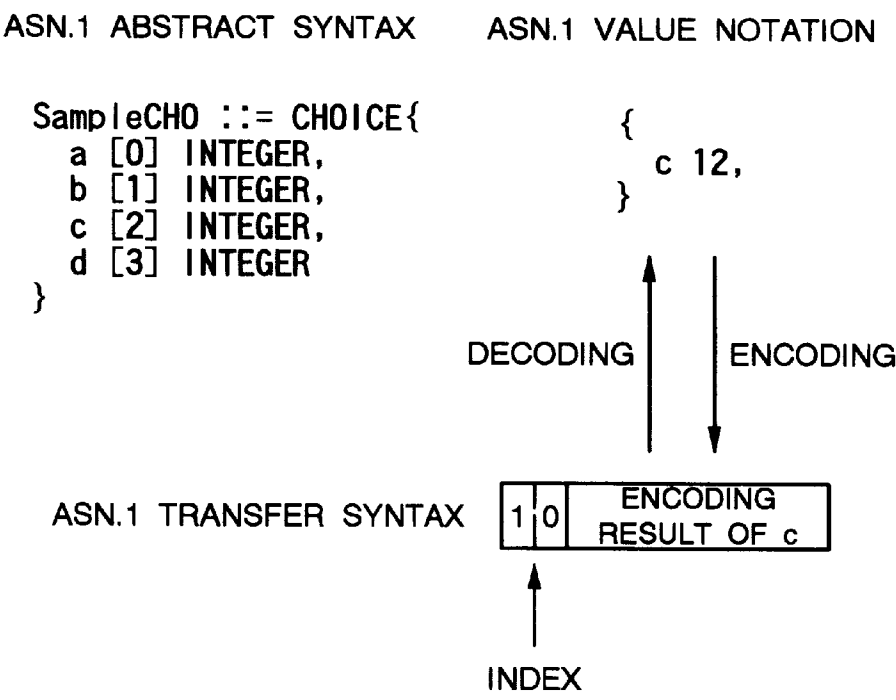 ASN.1 ABSTRACT SYNTAX
SampleCHO ::= CHOICE{
a [0] INTEGER,
b [1] INTEGER,
c [2] INTEGER,
d [3] INTEGER
}
ASN.1 VALUE NOTATION
{
c 12,
}
DECODING
ENCODING
ASN.1 TRANSFER SYNTAX
1 0
ENCODING
RESULT OF c
INDEX